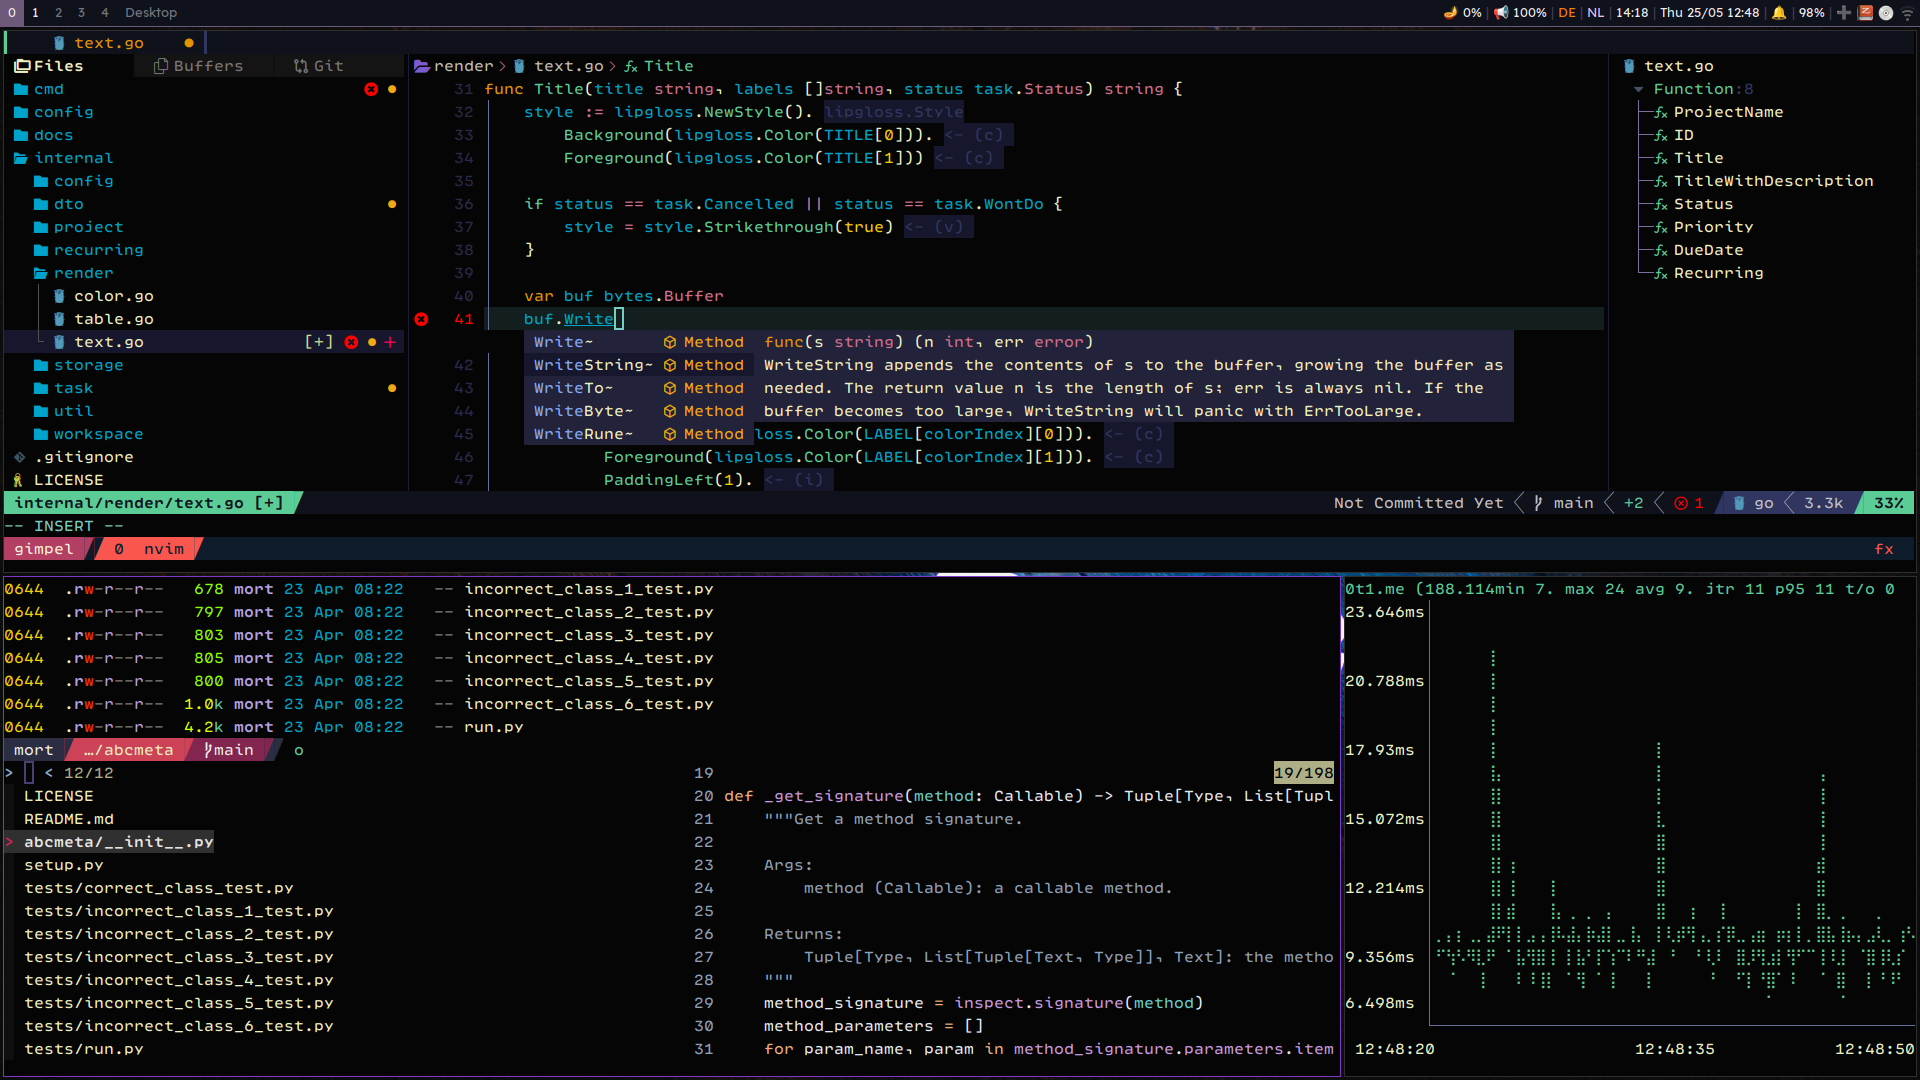 0 1 2 3 4 Desktop
0% | 100% | DE | NL | 14:18 | Thu 25/05 12:48 | 98% |
text.go
Files Buffers Git
cmd
config
docs
internal
config
dto
project
recurring
render
color.go
table.go
text.go [+]
storage
task
util
workspace
.gitignore
LICENSE
render > text.go > Title
31 func Title(title string, labels []string, status task.Status) string {
32 style := lipgloss.NewStyle(). lipgloss.Style
33 Background(lipgloss.Color(TITLE[0])). <- (c)
34 Foreground(lipgloss.Color(TITLE[1])) <- (c)
35
36 if status == task.Cancelled || status == task.WontDo {
37 style = style.Strikethrough(true) <- (v)
38 }
39
40 var buf bytes.Buffer
41 buf.Write
Write~ Method func(s string) (n int, err error)
42 WriteString~ Method WriteString appends the contents of s to the buffer, growing the buffer as
43 WriteTo~ Method needed. The return value n is the length of s; err is always nil. If the
44 WriteByte~ Method buffer becomes too large, WriteString will panic with ErrTooLarge.
45 WriteRune~ Method loss.Color(LABEL[colorIndex][0])). <- (c)
46 Foreground(lipgloss.Color(LABEL[colorIndex][1])). <- (c)
47 PaddingLeft(1). <- (i)
text.go
Function:8
ProjectName
ID
Title
TitleWithDescription
Status
Priority
DueDate
Recurring
internal/render/text.go [+] Not Committed Yet main +2 1 go 3.3k 33%
-- INSERT --
gimpel 0 nvim fx
0644 .rw-r--r-- 678 mort 23 Apr 08:22 -- incorrect_class_1_test.py
0644 .rw-r--r-- 797 mort 23 Apr 08:22 -- incorrect_class_2_test.py
0644 .rw-r--r-- 803 mort 23 Apr 08:22 -- incorrect_class_3_test.py
0644 .rw-r--r-- 805 mort 23 Apr 08:22 -- incorrect_class_4_test.py
0644 .rw-r--r-- 800 mort 23 Apr 08:22 -- incorrect_class_5_test.py
0644 .rw-r--r-- 1.0k mort 23 Apr 08:22 -- incorrect_class_6_test.py
0644 .rw-r--r-- 4.2k mort 23 Apr 08:22 -- run.py
mort …/abcmeta main o
> < 12/12
LICENSE
README.md
> abcmeta/__init__.py
setup.py
tests/correct_class_test.py
tests/incorrect_class_1_test.py
tests/incorrect_class_2_test.py
tests/incorrect_class_3_test.py
tests/incorrect_class_4_test.py
tests/incorrect_class_5_test.py
tests/incorrect_class_6_test.py
tests/run.py
19 19/198
20 def _get_signature(method: Callable) -> Tuple[Type, List[Tupl
21 """Get a method signature.
22
23 Args:
24 method (Callable): a callable method.
25
26 Returns:
27 Tuple[Type, List[Tuple[Text, Type]], Text]: the metho
28 """
29 method_signature = inspect.signature(method)
30 method_parameters = []
31 for param_name, param in method_signature.parameters.item
0t1.me (188.114min 7. max 24 avg 9. jtr 11 p95 11 t/o 0
23.646ms
20.788ms
17.93ms
15.072ms
12.214ms
9.356ms
6.498ms
12:48:20 12:48:35 12:48:50